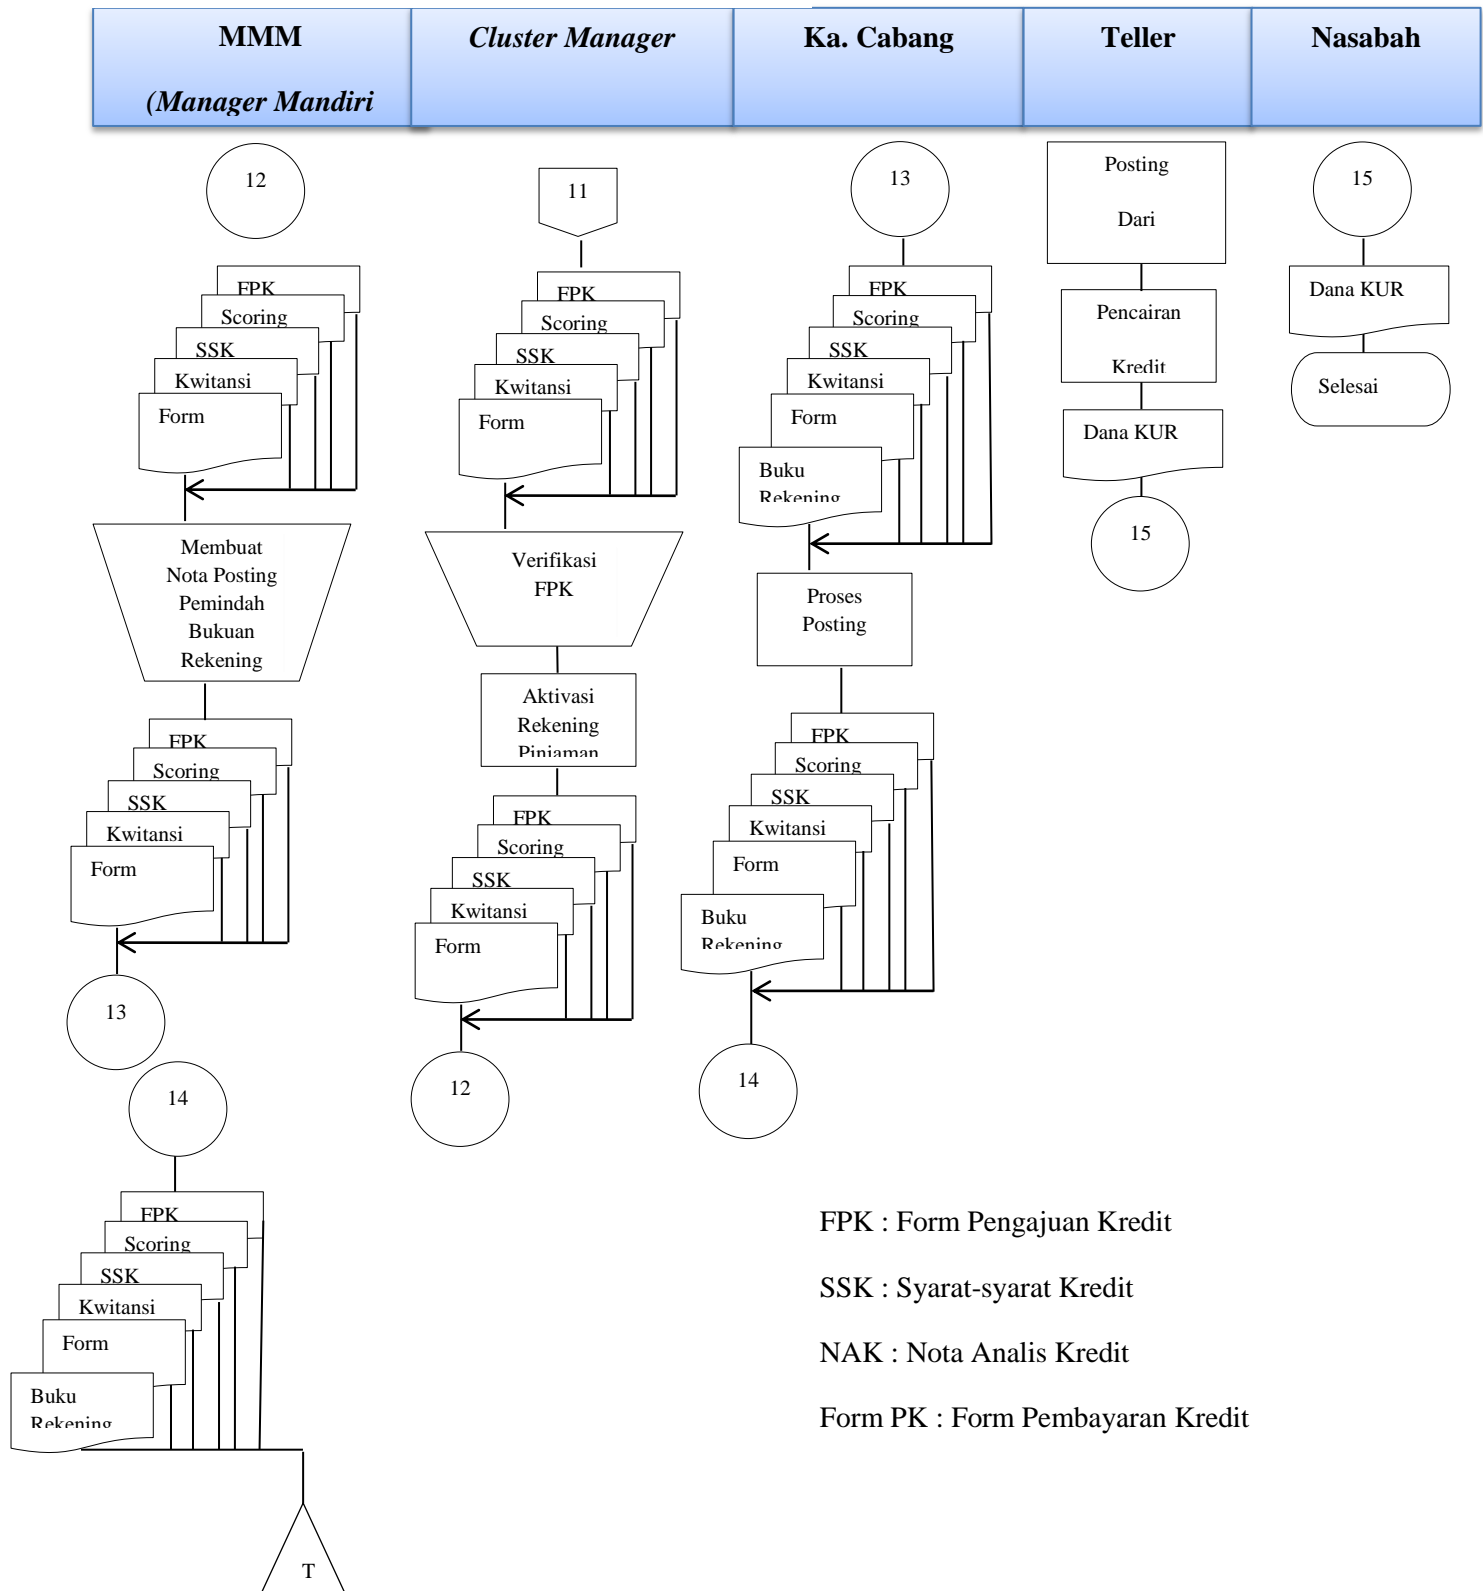 MMM
(Manager Mandiri
Cluster Manager
Ka. Cabang
Teller
Nasabah
12
FPK
Scoring
SSK
Kwitansi
Form
Membuat
Nota Posting
Pemindah
Bukuan
Rekening
FPK
Scoring
SSK
Kwitansi
Form
13
14
FPK
Scoring
SSK
Kwitansi
Form
Buku
Rekening
T
11
FPK
Scoring
SSK
Kwitansi
Form
Verifikasi
FPK
Aktivasi
Rekening
Pinjaman
FPK
Scoring
SSK
Kwitansi
Form
12
13
FPK
Scoring
SSK
Kwitansi
Form
Buku
Rekening
Proses
Posting
FPK
Scoring
SSK
Kwitansi
Form
Buku
Rekening
14
Posting
Dari
Pencairan
Kredit
Dana KUR
15
15
Dana KUR
Selesai
FPK : Form Pengajuan Kredit
SSK : Syarat-syarat Kredit
NAK : Nota Analis Kredit
Form PK : Form Pembayaran Kredit